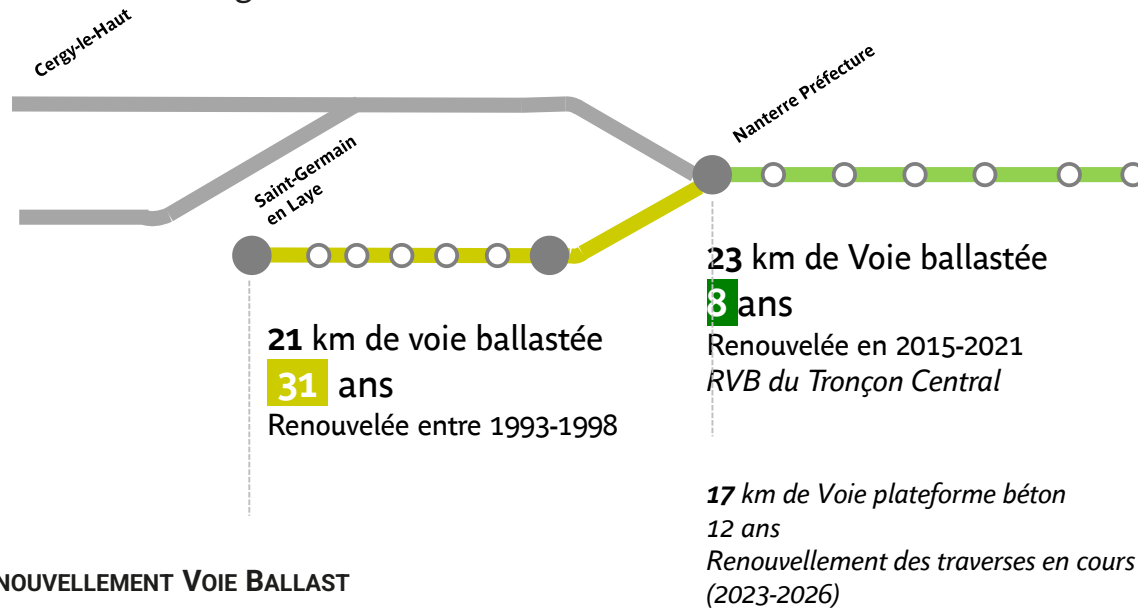 Cergy-le-Haut
Nanterre Préfecture
Saint-Germain
en Laye
21 km de voie ballastée
31 ans
Renouvelée entre 1993-1998
23 km de Voie ballastée
8 ans
Renouvelée en 2015-2021
RVB du Tronçon Central
17 km de Voie plateforme béton
12 ans
Renouvellement des traverses en cours
(2023-2026)
NOUVELLEMENT VOIE BALLAST